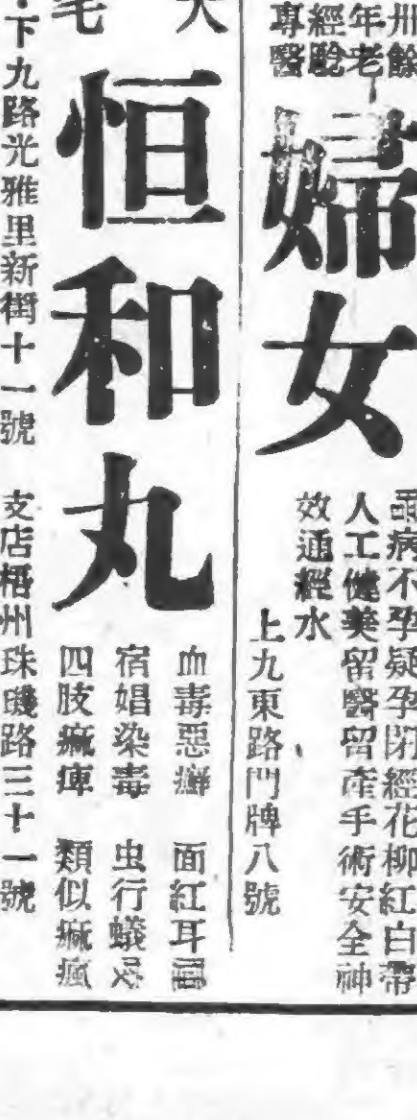 卅餘
年老
經驗
專醫
婦女
病不孕疑孕閉經花柳紅白帶
人工健美留醫留產手術安全神
效通經水
上九東路門牌八號
大
恒和丸
血毒惡癬 面紅耳
宿娼染毒 虫行蟻
四肢痲痺 類似痲瘋
下九路光雅里新街十一號 支店梧州珠璣路三十一號